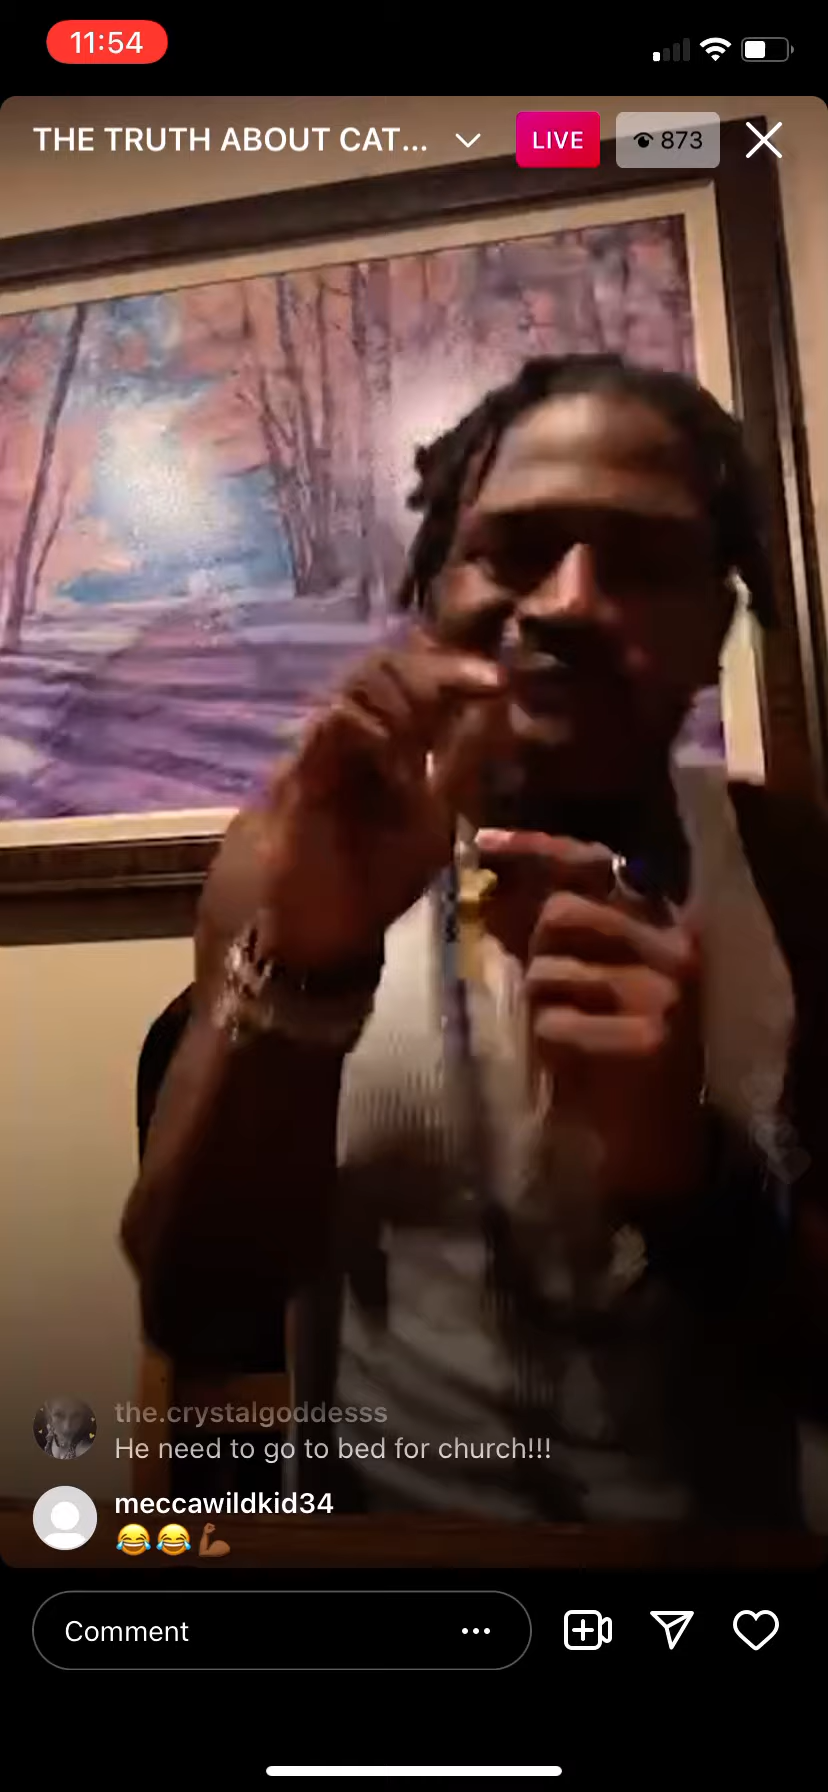 11:54
THE TRUTH ABOUT CAT...
LIVE
873
the.crystalgoddesss
He need to go to bed for church!!!
meccawildkid34
😂😂💪🏾
Comment